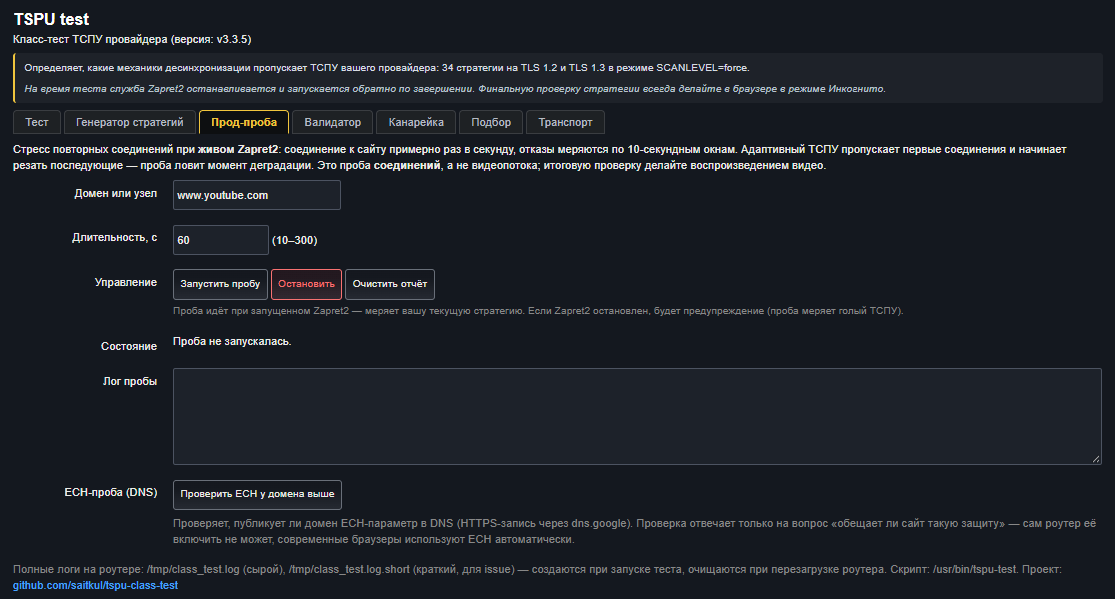 TSPU test
Класс-тест ТСПУ провайдера (версия: v3.3.5)
Определяет, какие механики десинхронизации пропускает ТСПУ вашего провайдера: 34 стратегии на TLS 1.2 и TLS 1.3 в режиме SCANLEVEL=force.
На время теста служба Zapret2 останавливается и запускается обратно по завершении. Финальную проверку стратегии всегда делайте в браузере в режиме Инкогнито.
Тест Генератор стратегий Прод-проба Валидатор Канарейка Подбор Транспорт
Стресс повторных соединений при живом Zapret2: соединение к сайту примерно раз в секунду, отказы меряются по 10-секундным окнам. Адаптивный ТСПУ пропускает первые соединения и начинает
резать последующие — проба ловит момент деградации. Это проба соединений, а не видеопотока; итоговую проверку делайте воспроизведением видео.
Домен или узел www.youtube.com
Длительность, с 60 (10–300)
Управление Запустить пробу Остановить Очистить отчёт
Проба идёт при запущенном Zapret2 — меряет вашу текущую стратегию. Если Zapret2 остановлен, будет предупреждение (проба меряет голый ТСПУ).
Состояние Проба не запускалась.
Лог пробы
ECH-проба (DNS) Проверить ECH у домена выше
Проверяет, публикует ли домен ECH-параметр в DNS (HTTPS-запись через dns.google). Проверка отвечает только на вопрос «обещает ли сайт такую защиту» — сам роутер её
включить не может, современные браузеры используют ECH автоматически.
Полные логи на роутере: /tmp/class_test.log (сырой), /tmp/class_test.log.short (краткий, для issue) — создаются при запуске теста, очищаются при перезагрузке роутера. Скрипт: /usr/bin/tspu-test. Проект:
github.com/saitkul/tspu-class-test